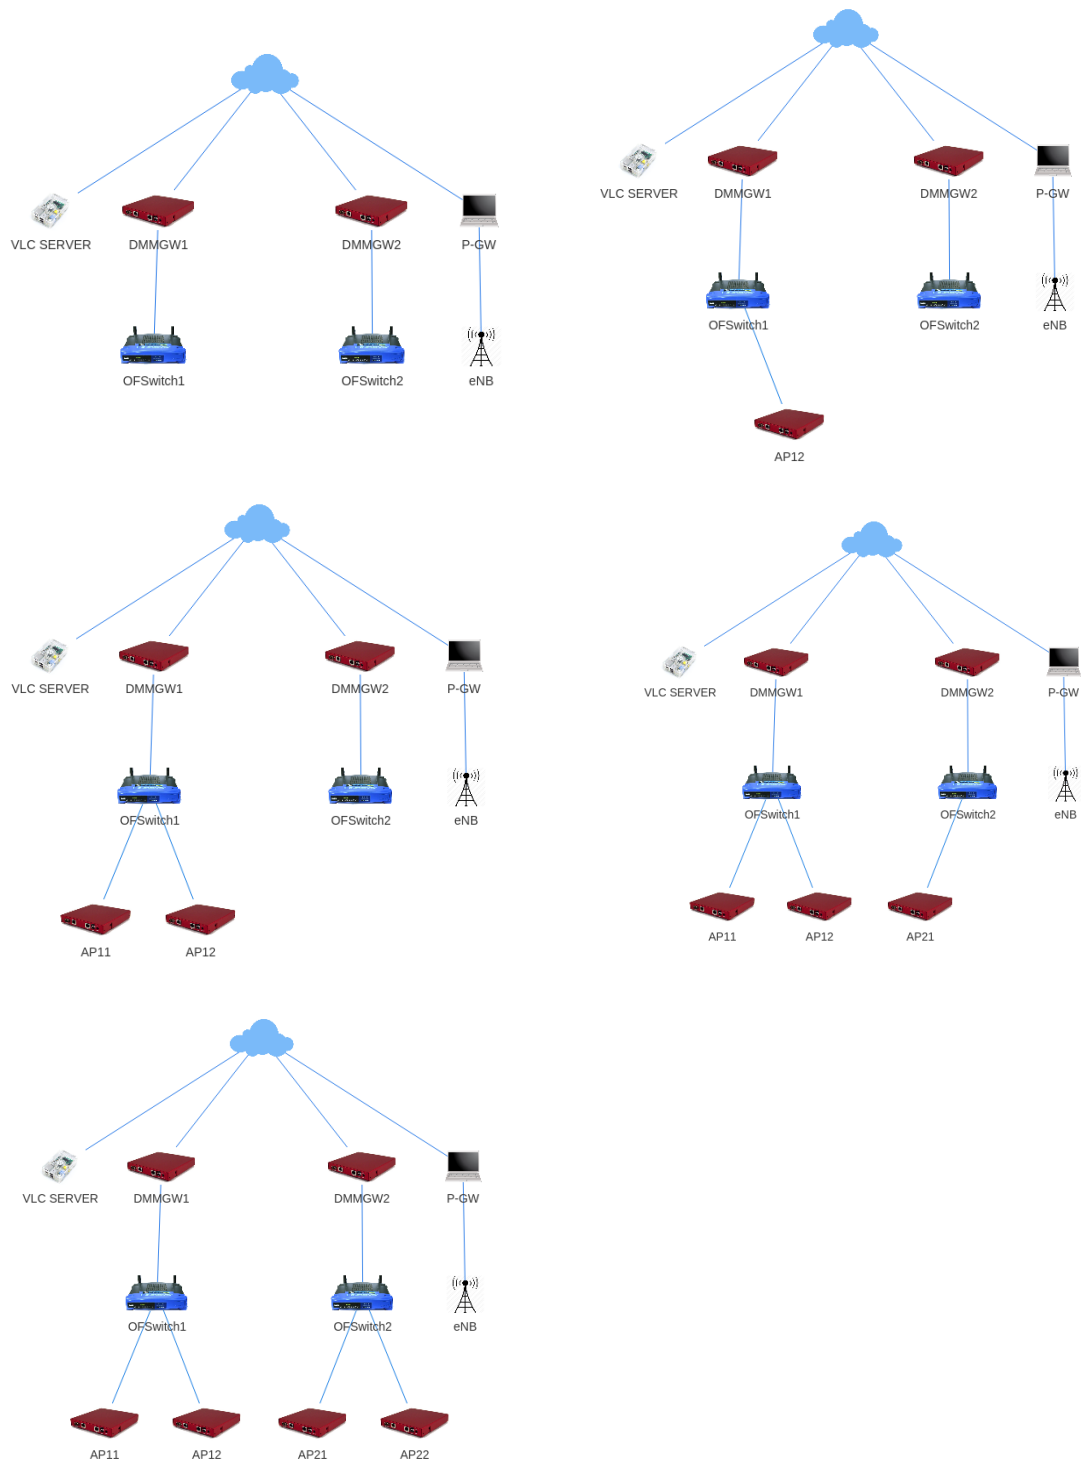 VLC SERVER DMMGW1 DMMGW2 P-GW
OFSwitch1 OFSwitch2 eNB
VLC SERVER DMMGW1 DMMGW2 P-GW
OFSwitch1 OFSwitch2 eNB
AP12
VLC SERVER DMMGW1 DMMGW2 P-GW
OFSwitch1 OFSwitch2 eNB
AP11 AP12
VLC SERVER DMMGW1 DMMGW2 P-GW
OFSwitch1 OFSwitch2 eNB
AP11 AP12 AP21
VLC SERVER DMMGW1 DMMGW2 P-GW
OFSwitch1 OFSwitch2 eNB
AP11 AP12 AP21 AP22